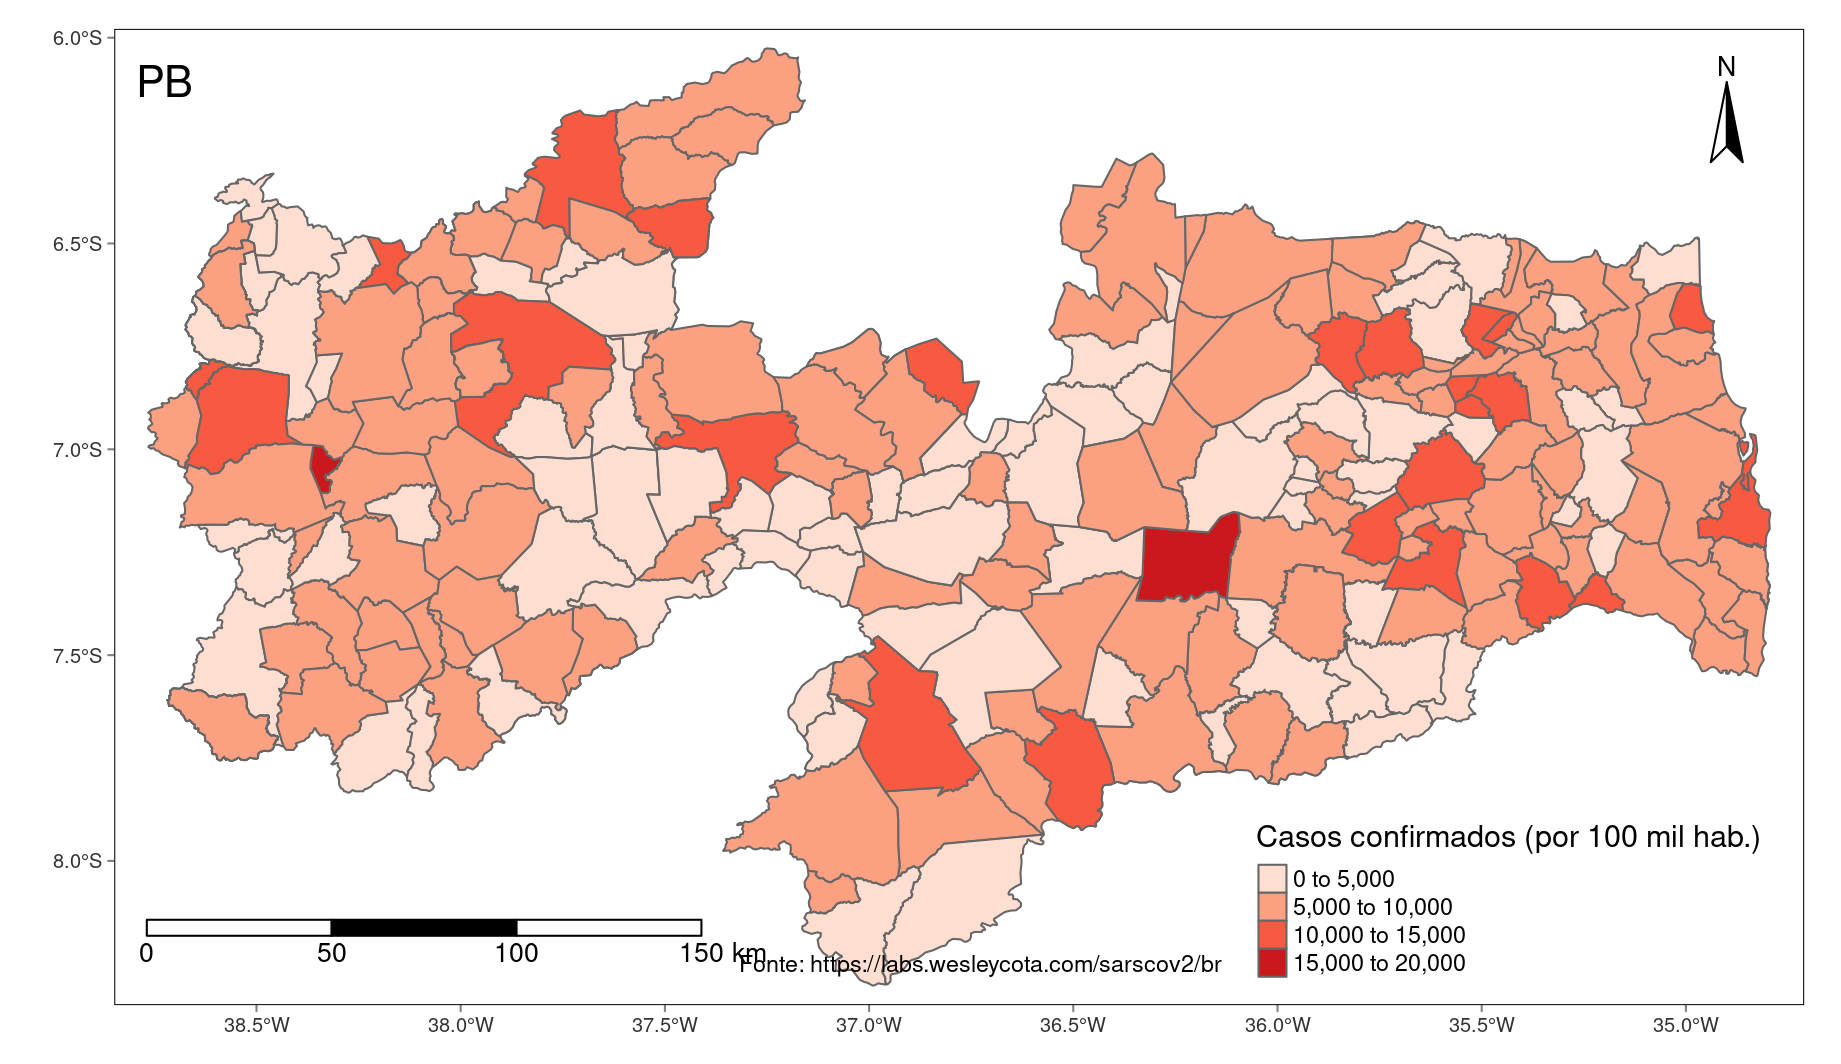 6.0°S
PB
N
6.5°S
7.0°S
7.5°S
8.0°S
Casos confirmados (por 100 mil hab.)
0 to 5,000
5,000 to 10,000
10,000 to 15,000
15,000 to 20,000
0 50 100 150 km
Fonte: https://labs.wesleycota.com/sarscov2/br
38.5°W 38.0°W 37.5°W 37.0°W 36.5°W 36.0°W 35.5°W 35.0°W